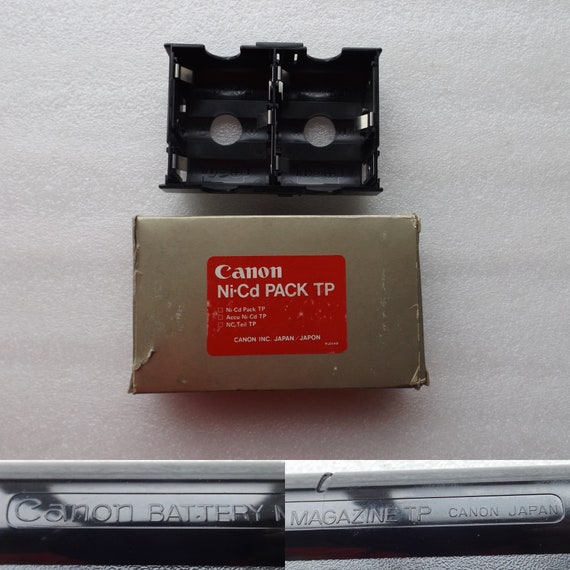 Canon
Ni-Cd PACK TP
Ni-Cd Pack TP
Accu Ni-Cd TP
NC.Teil TP
CANON INC. JAPAN/JAPON
Canon BATTERY N
MAGAZINE TP CANON JAPAN